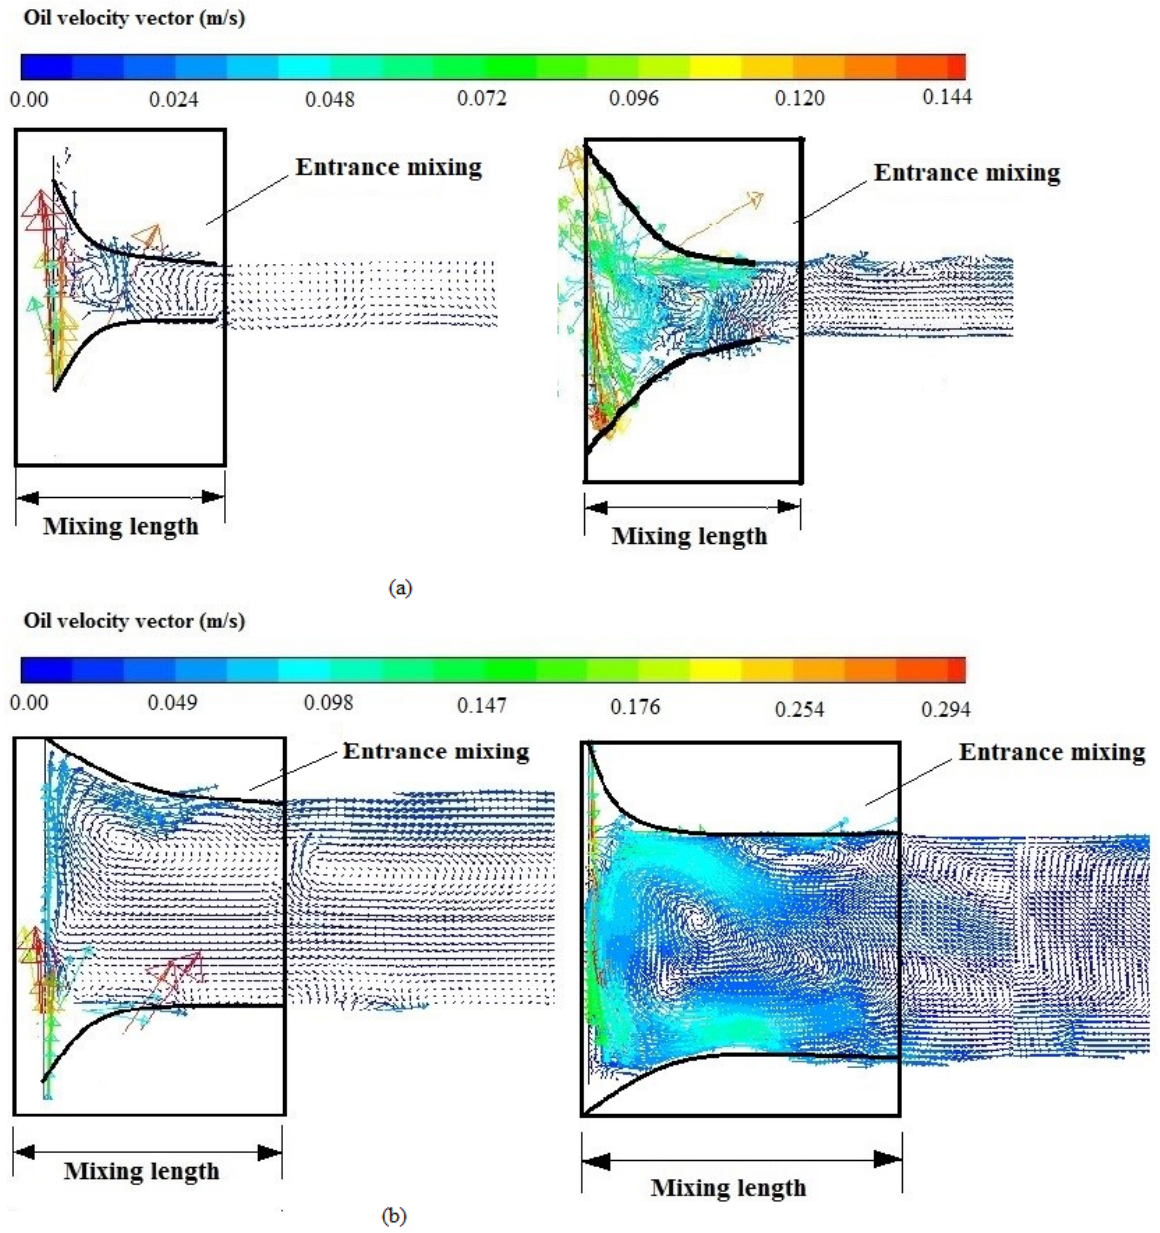 Oil velocity vector (m/s)
0.00 0.024 0.048 0.072 0.096 0.120 0.144
Entrance mixing
Entrance mixing
Mixing length
Mixing length
(a)
Oil velocity vector (m/s)
0.00 0.049 0.098 0.147 0.176 0.254 0.294
Entrance mixing
Entrance mixing
Mixing length
Mixing length
(b)